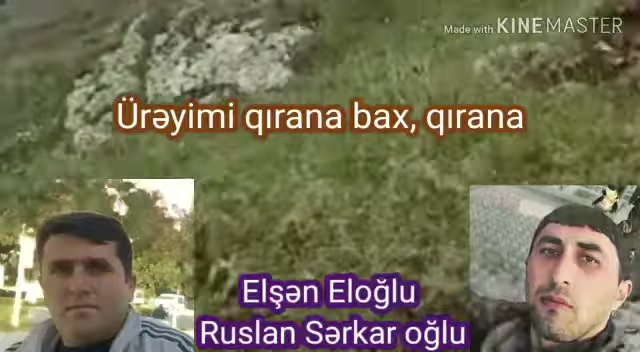 Made with KINEMASTER
Ürəyimi qırana bax, qırana
Elşən Eloğlu
Ruslan Sərkar oğlu